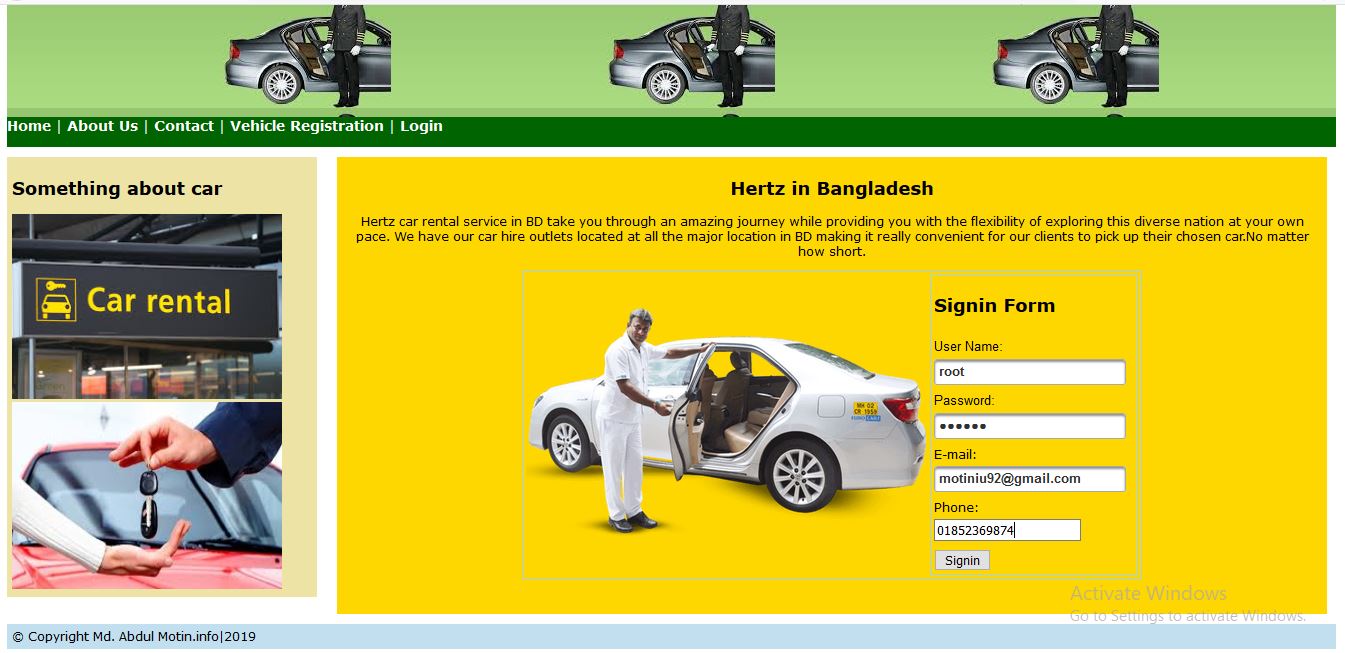 Home | About Us | Contact | Vehicle Registration | Login
Something about car
Car rental
Hertz in Bangladesh
Hertz car rental service in BD take you through an amazing journey while providing you with the flexibility of exploring this diverse nation at your own
pace. We have our car hire outlets located at all the major location in BD making it really convenient for our clients to pick up their chosen car.No matter
how short.
MH 02
CR 1959
Signin Form
User Name:
root
Password:
••••••
E-mail:
motiniu92@gmail.com
Phone:
01852369874
Signin
Activate Windows
Go to Settings to activate Windows.
© Copyright Md. Abdul Motin.info|2019